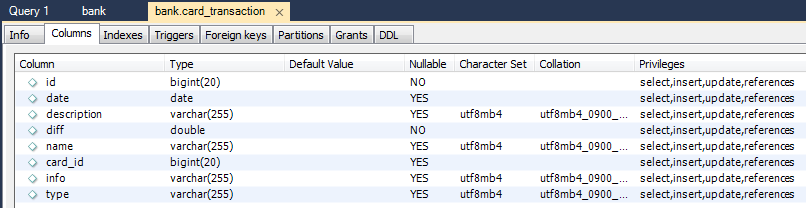 Query 1 bank bank.card_transaction
Info Columns Indexes Triggers Foreign keys Partitions Grants DDL
Column Type Default Value Nullable Character Set Collation Privileges
id bigint(20) NO select,insert,update,references
date date YES select,insert,update,references
description varchar(255) YES utf8mb4 utf8mb4_0900_... select,insert,update,references
diff double NO select,insert,update,references
name varchar(255) YES utf8mb4 utf8mb4_0900_... select,insert,update,references
card_id bigint(20) YES select,insert,update,references
info varchar(255) YES utf8mb4 utf8mb4_0900_... select,insert,update,references
type varchar(255) YES utf8mb4 utf8mb4_0900_... select,insert,update,references